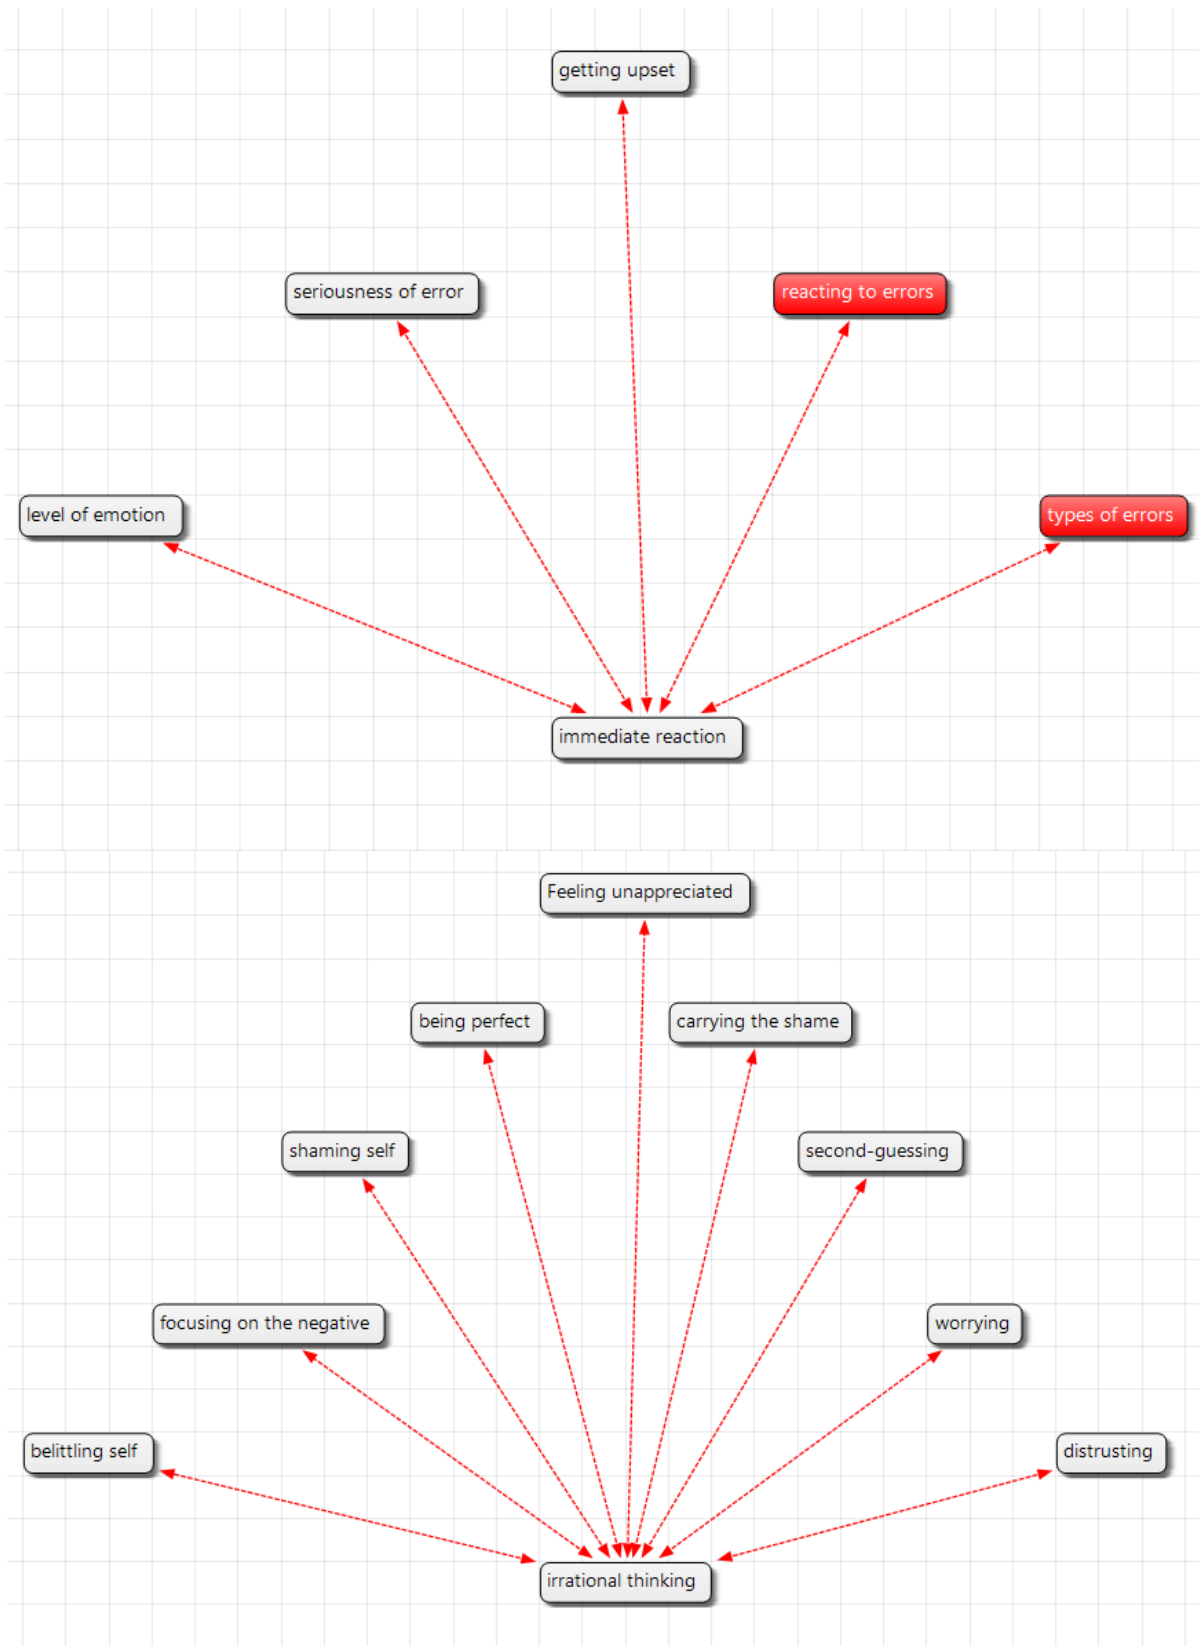 getting upset
seriousness of error
reacting to errors
level of emotion
types of errors
immediate reaction
Feeling unappreciated
being perfect
carrying the shame
shaming self
second-guessing
focusing on the negative
worrying
belittling self
distrusting
irrational thinking